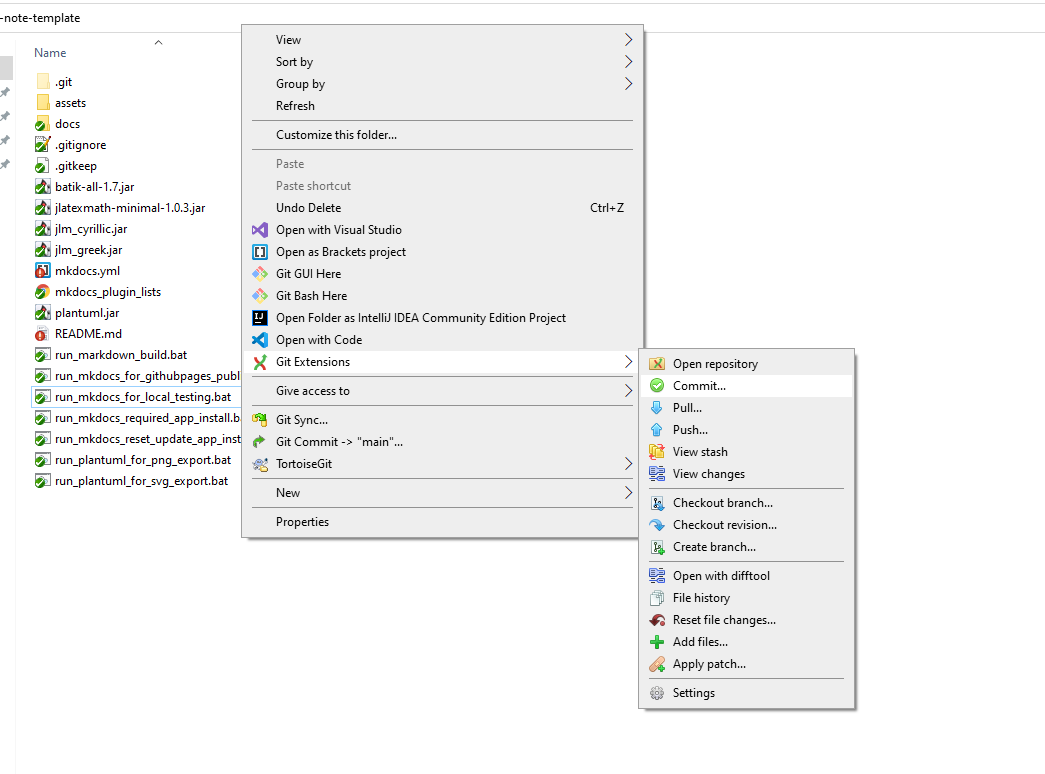 -note-template
Name
.git
assets
docs
.gitignore
.gitkeep
batik-all-1.7.jar
jlatexmath-minimal-1.0.3.jar
jlm_cyrillic.jar
jlm_greek.jar
mkdocs.yml
mkdocs_plugin_lists
plantuml.jar
README.md
run_markdown_build.bat
run_mkdocs_for_githubpages_publ
run_mkdocs_for_local_testing.bat
run_mkdocs_required_app_install.ba
run_mkdocs_reset_update_app_inst
run_plantuml_for_png_export.bat
run_plantuml_for_svg_export.bat
View
Sort by
Group by
Refresh
Customize this folder...
Paste
Paste shortcut
Undo Delete Ctrl+Z
Open with Visual Studio
Open as Brackets project
Git GUI Here
Git Bash Here
Open Folder as IntelliJ IDEA Community Edition Project
Open with Code
Git Extensions
Give access to
Git Sync...
Git Commit -> "main"...
TortoiseGit
New
Properties
Open repository
Commit...
Pull...
Push...
View stash
View changes
Checkout branch...
Checkout revision...
Create branch...
Open with difftool
File history
Reset file changes...
Add files...
Apply patch...
Settings